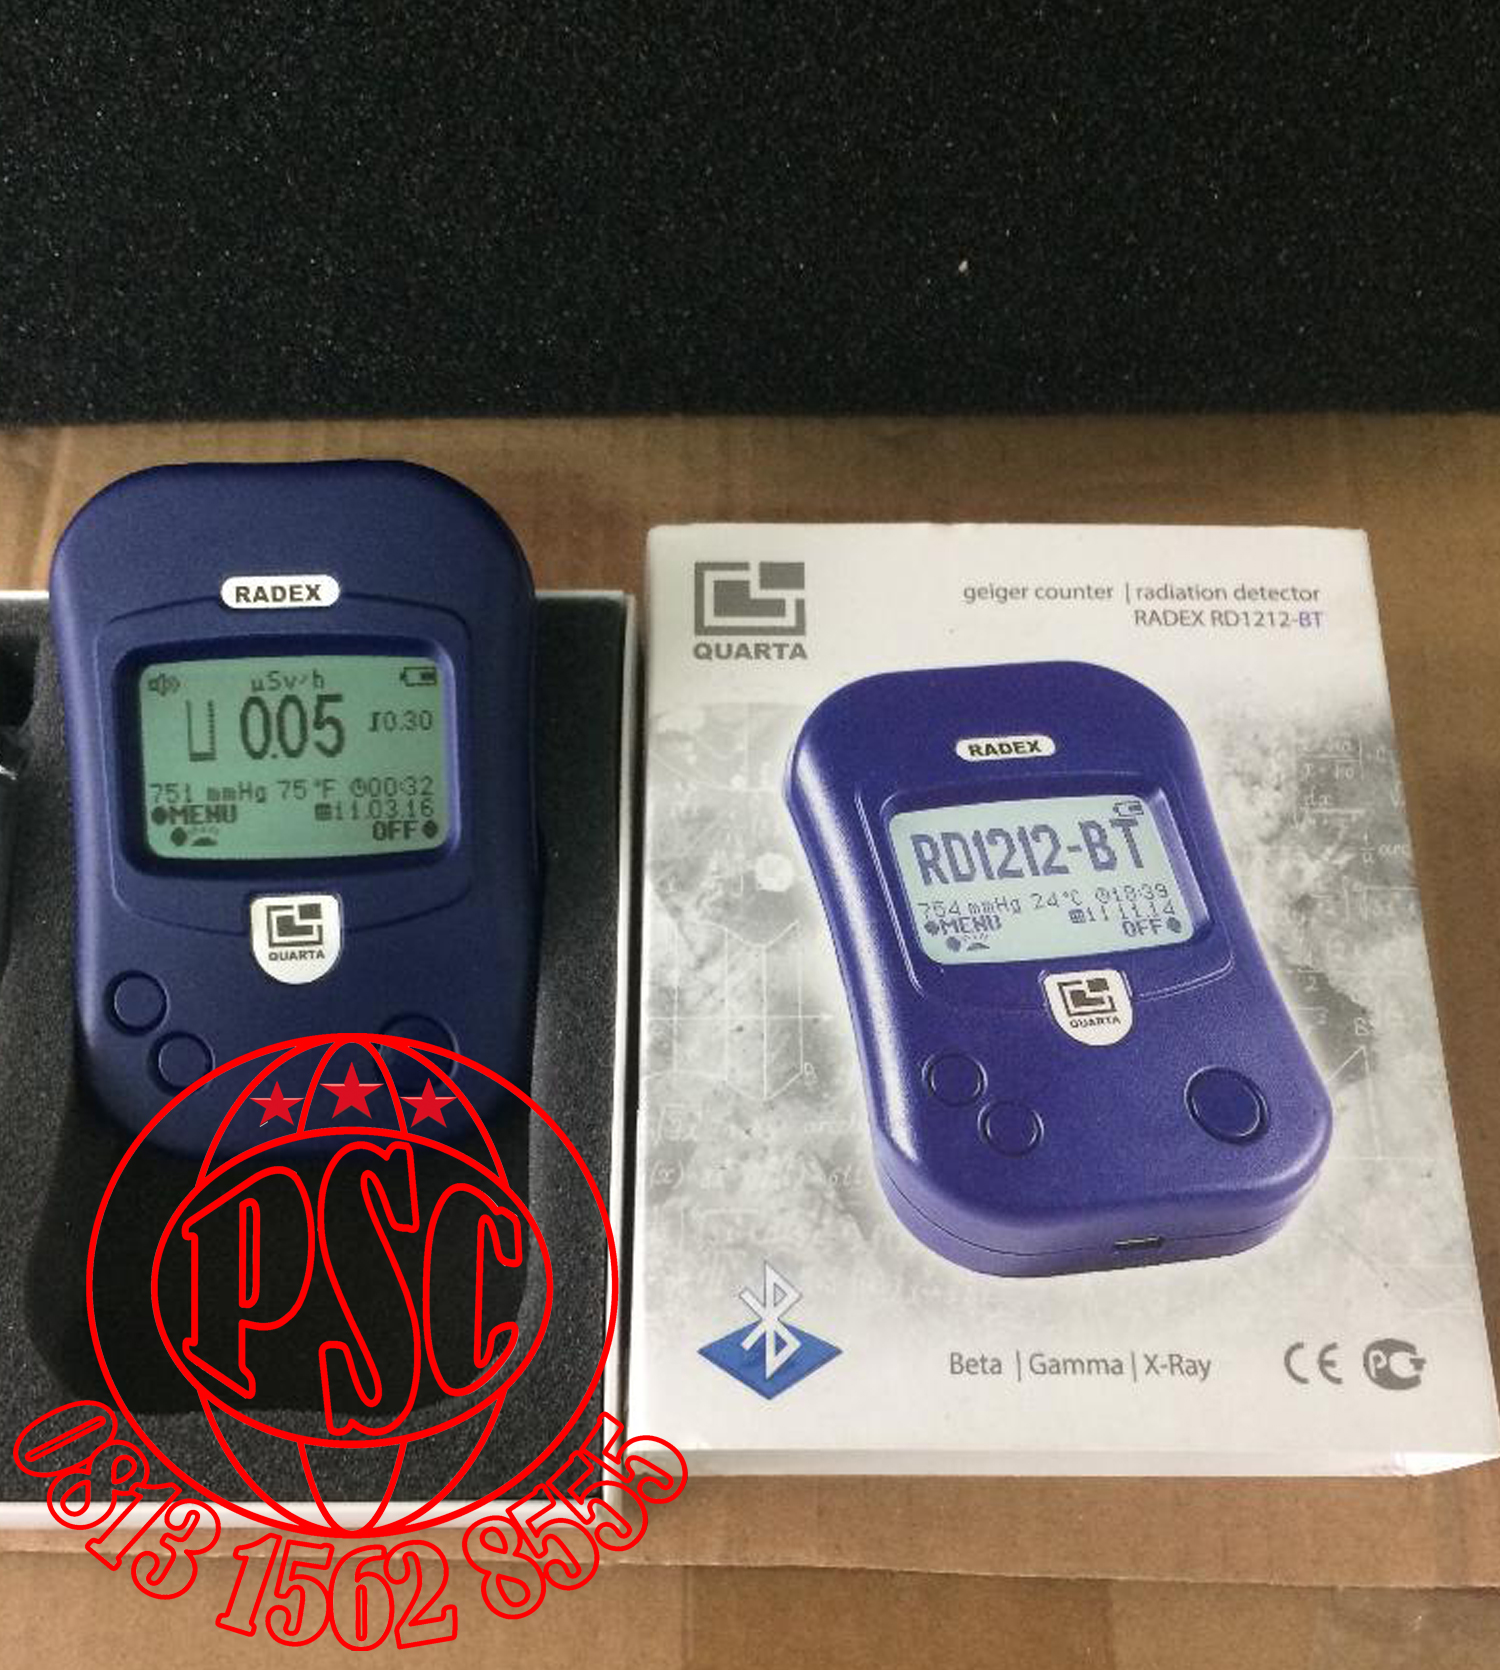 RADEX
µSv/h
0.05
0.30
751 mmHg 75 °F 00:32
MENU 11.03.16
OFF
QUARTA
QUARTA
geiger counter | radiation detector
RADEX RD1212-BT
RADEX
RD1212-BT
754 mmHg 24 °C 18:39
MENU 11.11.14
OFF
QUARTA
Beta | Gamma | X-Ray
CE PC
PSC
0813 1562 8555